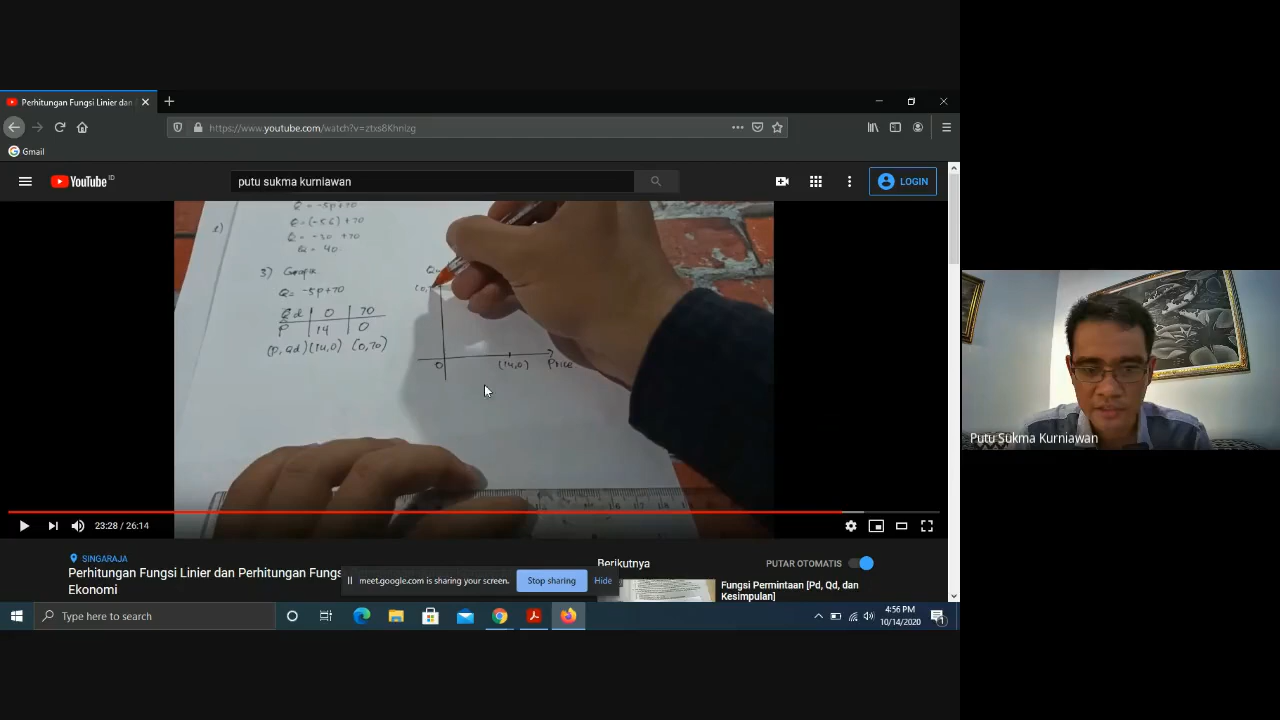 Perhitungan Fungsi Linier dan
https://www.youtube.com/watch?v=ztxs8Khnlzg
Gmail
YouTube ID
putu sukma kurniawan
LOGIN
Q = -5p+70
2)
Q = (-5.6) +70
Q = -30 +70
Q = 40
3) Grafik
Q = -5p+70
Qd | 0 | 70
P | 14 | 0
(P, Qd) (14,0) (0,70)
0
(14,0)
Price
23:28 / 26:14
SINGARAJA
Perhitungan Fungsi Linier dan Perhitungan Fungs
Ekonomi
Berikutnya
PUTAR OTOMATIS
Fungsi Permintaan [Pd, Qd, dan
Kesimpulan]
meet.google.com is sharing your screen.
Stop sharing
Hide
Type here to search
4:56 PM
10/14/2020
1
Putu Sukma Kurniawan